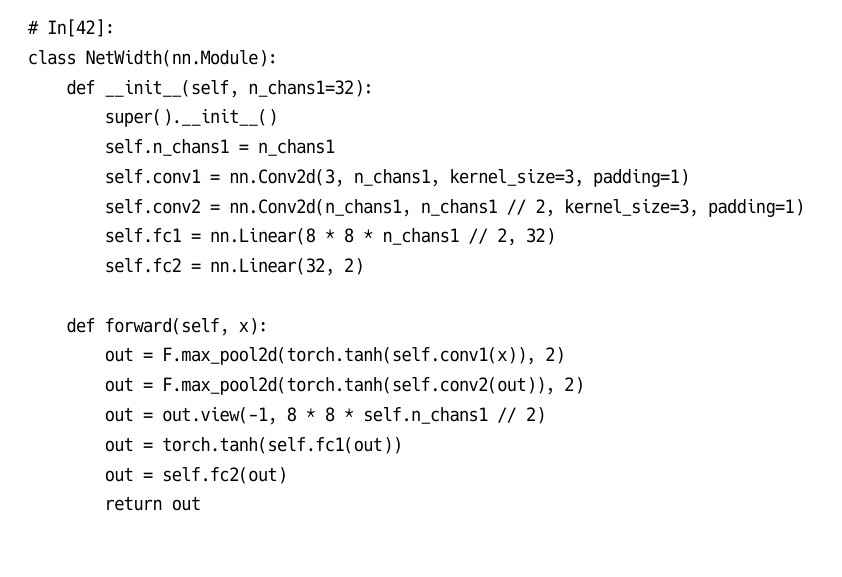 # In[42]:
class NetWidth(nn.Module):
    def __init__(self, n_chans1=32):
        super().__init__()
        self.n_chans1 = n_chans1
        self.conv1 = nn.Conv2d(3, n_chans1, kernel_size=3, padding=1)
        self.conv2 = nn.Conv2d(n_chans1, n_chans1 // 2, kernel_size=3, padding=1)
        self.fc1 = nn.Linear(8 * 8 * n_chans1 // 2, 32)
        self.fc2 = nn.Linear(32, 2)

    def forward(self, x):
        out = F.max_pool2d(torch.tanh(self.conv1(x)), 2)
        out = F.max_pool2d(torch.tanh(self.conv2(out)), 2)
        out = out.view(-1, 8 * 8 * self.n_chans1 // 2)
        out = torch.tanh(self.fc1(out))
        out = self.fc2(out)
        return out